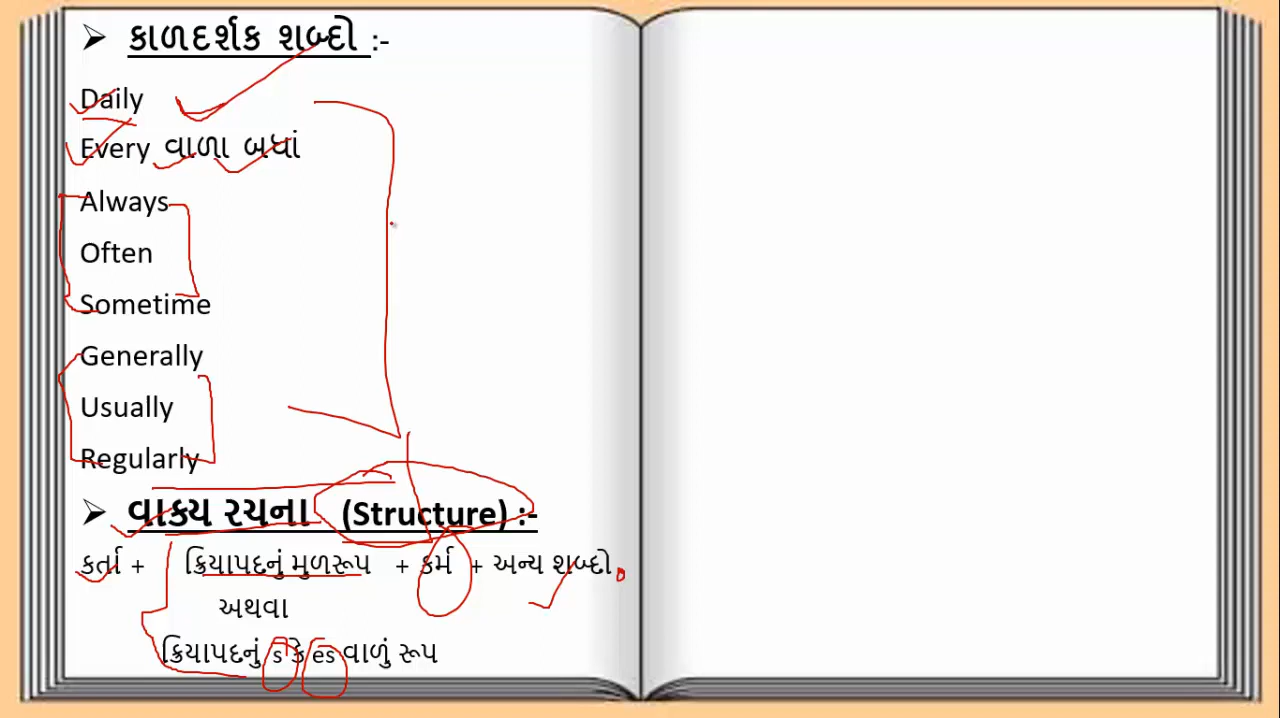 ➢ કાળદર્શક શબ્દો :-
Daily
Every વાળા બધાં
Always
Often
Sometime
Generally
Usually
Regularly
➢ વાક્ય રચના (Structure) :-
કર્તા + ક્રિયાપદનું મુળરૂપ + કર્મ + અન્ય શબ્દો.
અથવા
ક્રિયાપદનું s કે es વાળું રૂપ